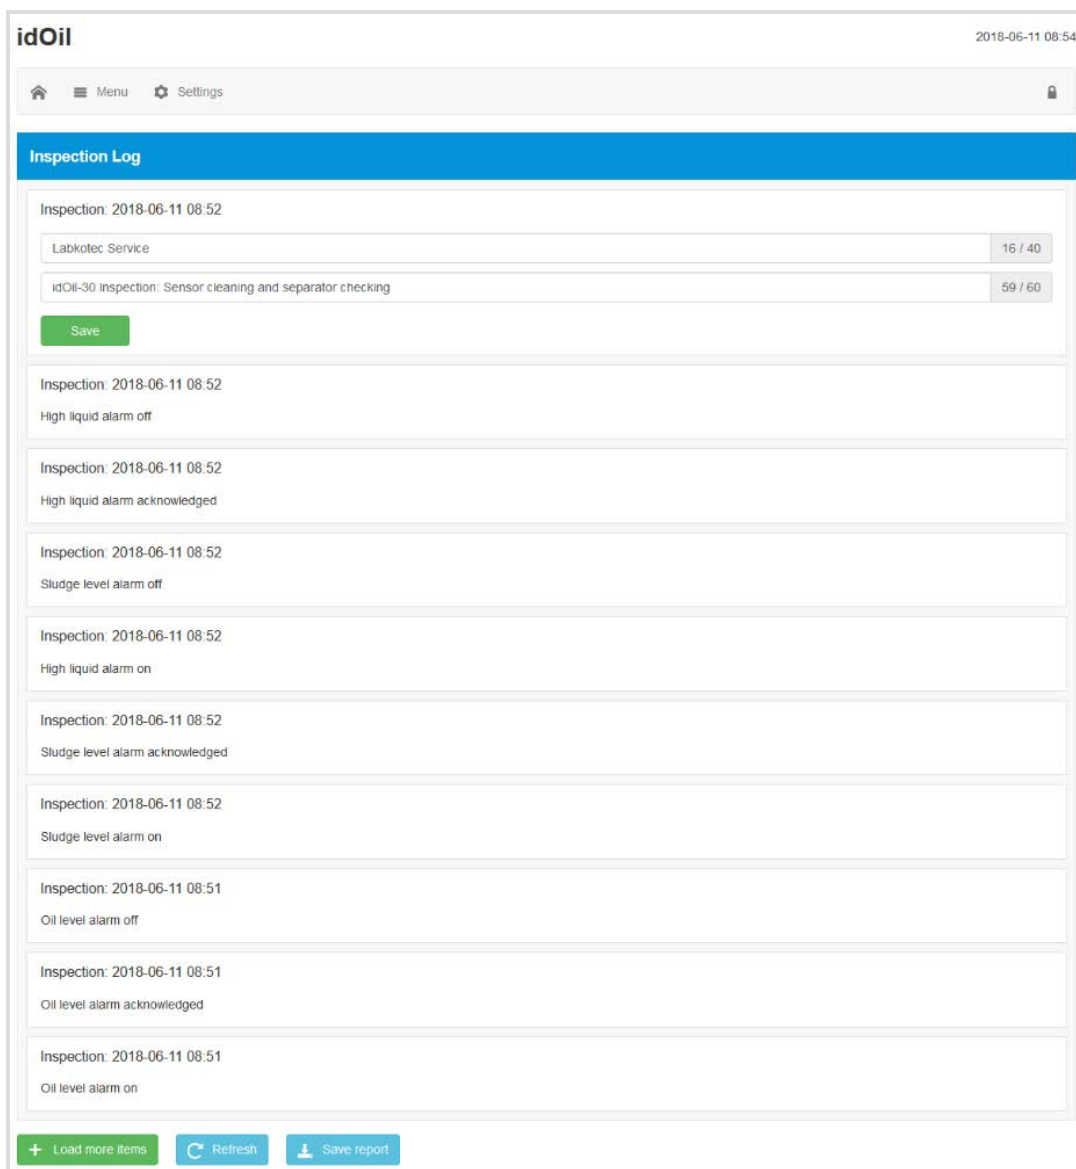 idOil
2018-06-11 08:54
Menu Settings
Inspection Log
Inspection: 2018-06-11 08:52
Labkotec Service 16 / 40
idOil-30 Inspection: Sensor cleaning and separator checking 59 / 60
Save
Inspection: 2018-06-11 08:52
High liquid alarm off
Inspection: 2018-06-11 08:52
High liquid alarm acknowledged
Inspection: 2018-06-11 08:52
Sludge level alarm off
Inspection: 2018-06-11 08:52
High liquid alarm on
Inspection: 2018-06-11 08:52
Sludge level alarm acknowledged
Inspection: 2018-06-11 08:52
Sludge level alarm on
Inspection: 2018-06-11 08:51
Oil level alarm off
Inspection: 2018-06-11 08:51
Oil level alarm acknowledged
Inspection: 2018-06-11 08:51
Oil level alarm on
Load more items Refresh Save report